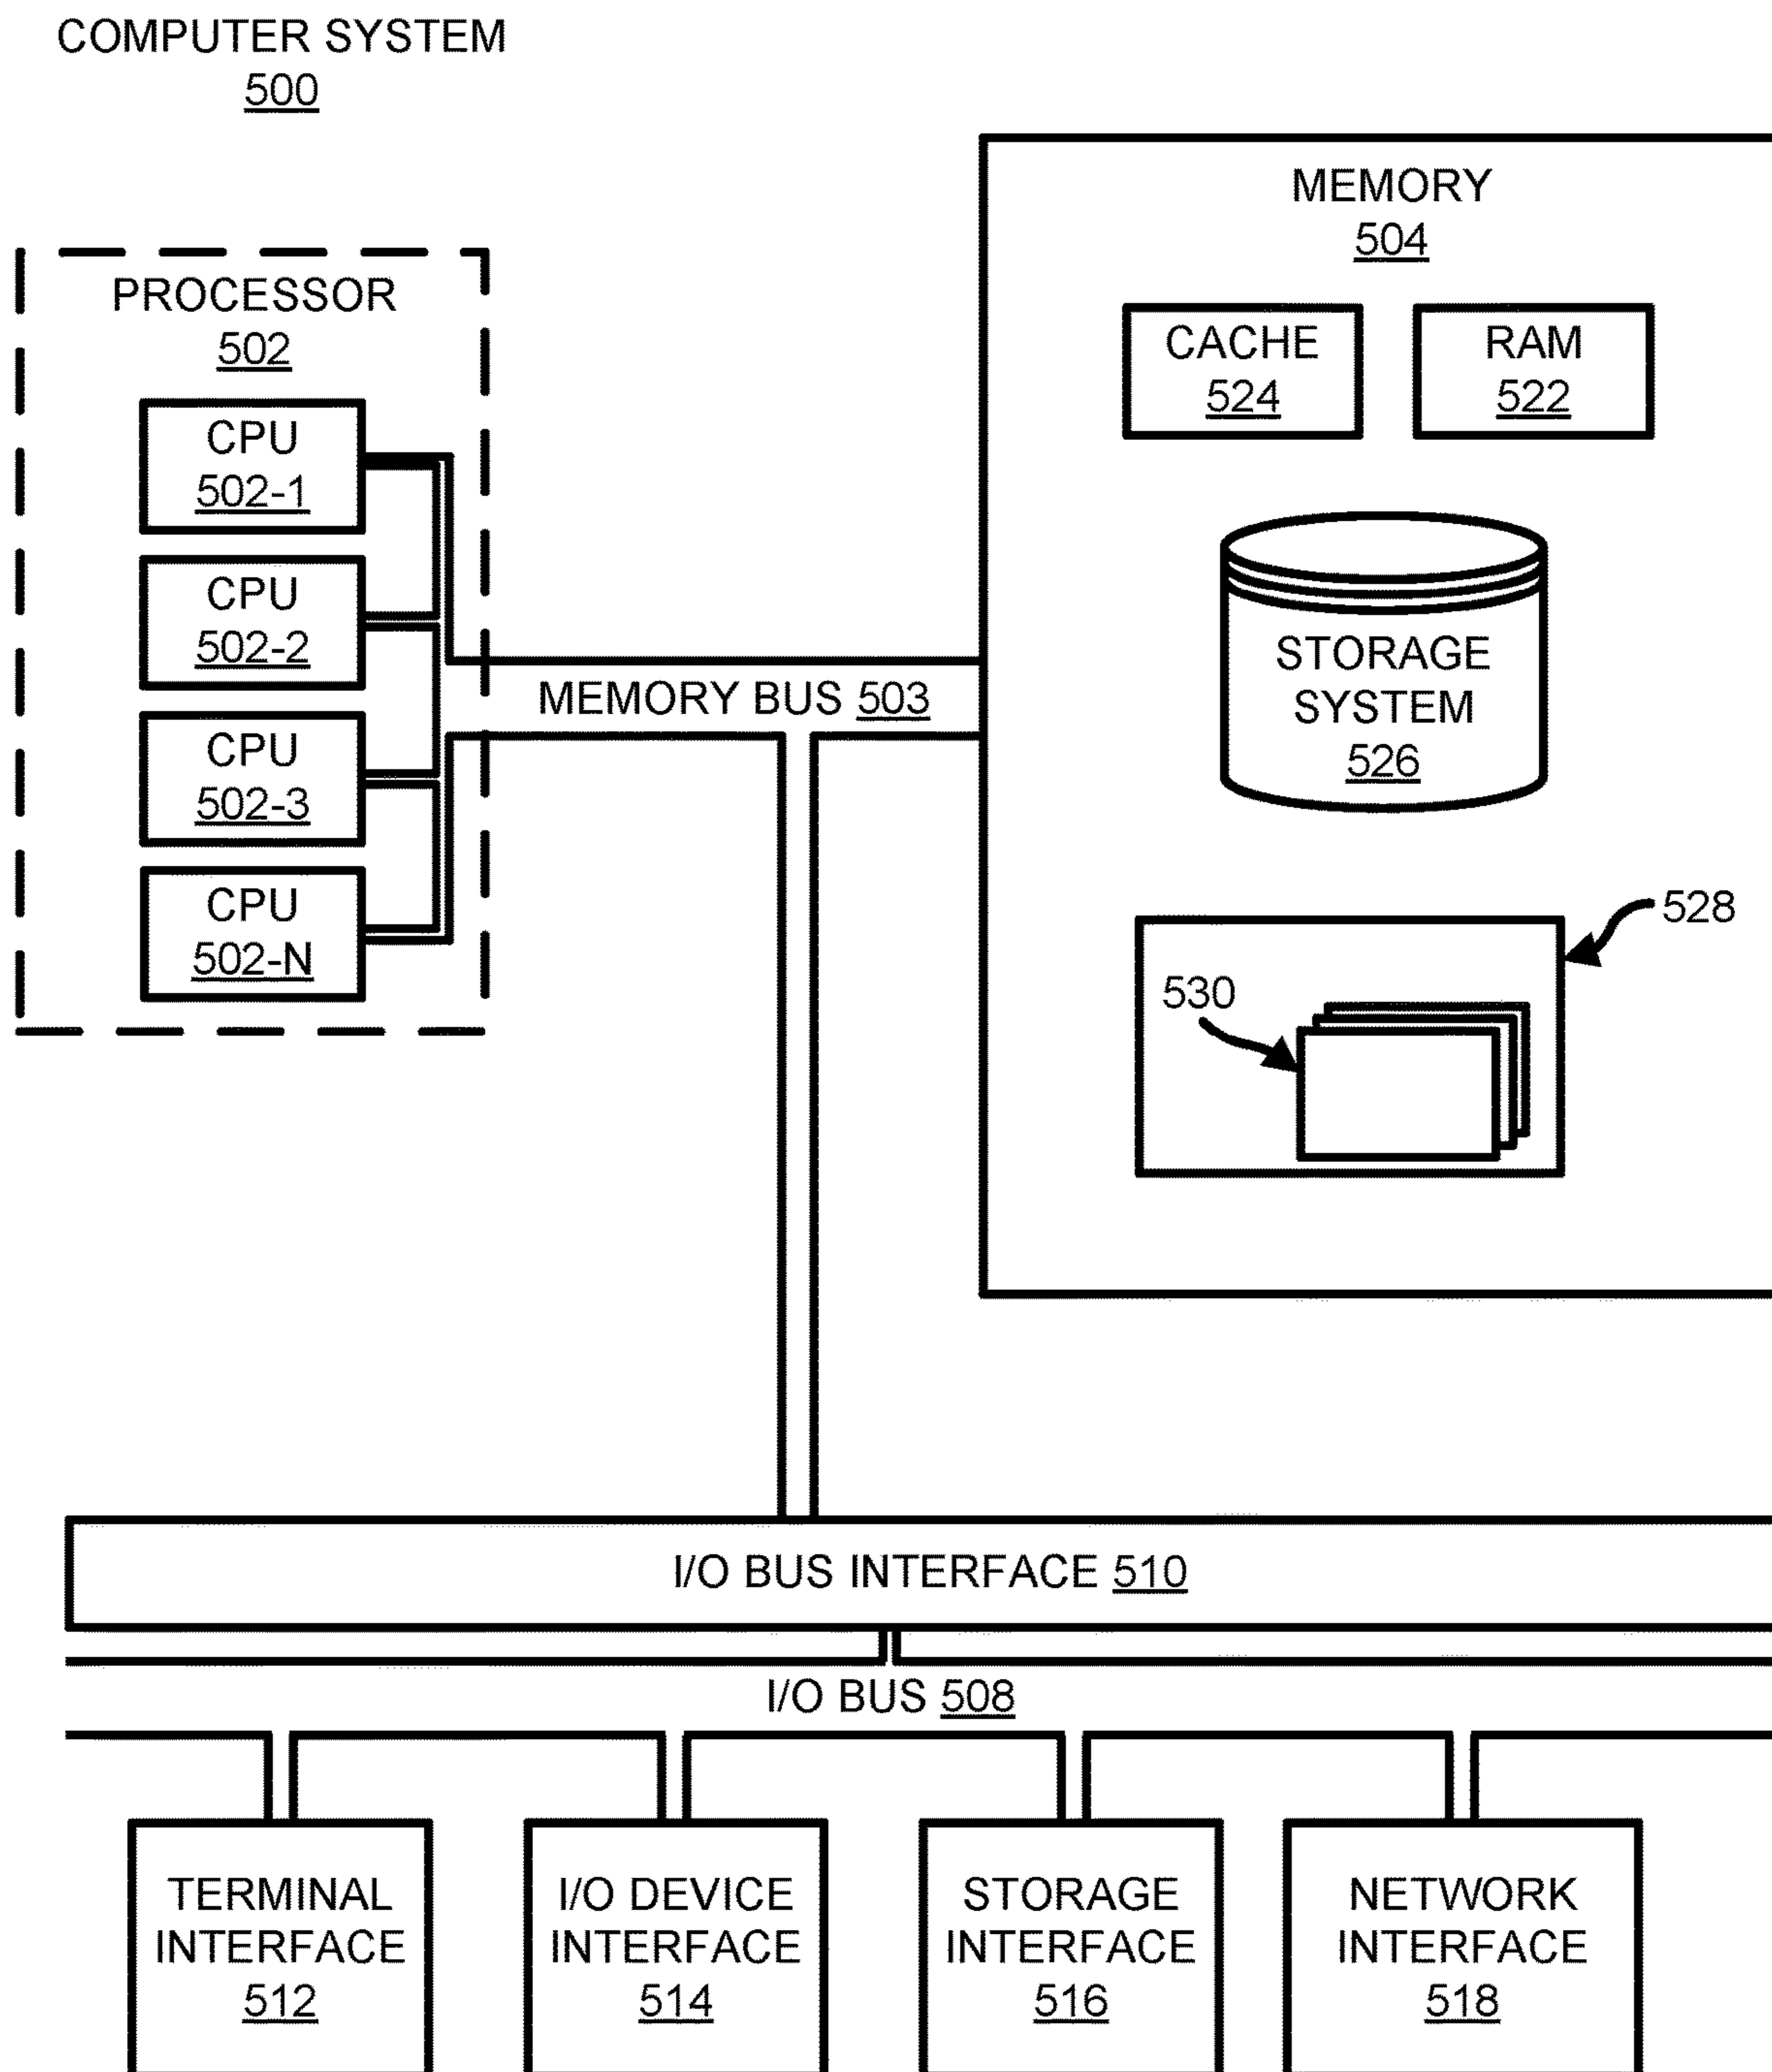 COMPUTER SYSTEM
500
PROCESSOR
502
CPU
502-1
CPU
502-2
CPU
502-3
CPU
502-N
MEMORY BUS 503
MEMORY
504
CACHE
524
RAM
522
STORAGE
SYSTEM
526
528
530
I/O BUS INTERFACE 510
I/O BUS 508
TERMINAL
INTERFACE
512
I/O DEVICE
INTERFACE
514
STORAGE
INTERFACE
516
NETWORK
INTERFACE
518